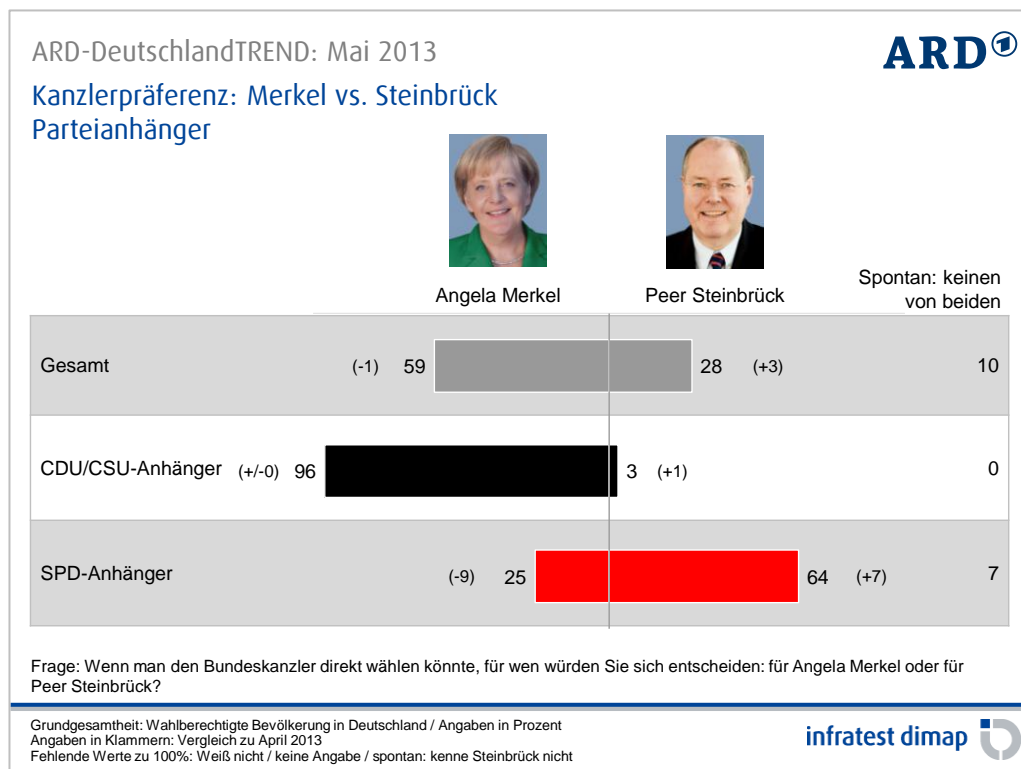 ARD-DeutschlandTREND: Mai 2013
ARD
Kanzlerpräferenz: Merkel vs. Steinbrück
Parteianhänger
Angela Merkel
Peer Steinbrück
Spontan: keinen
von beiden
Gesamt (-1) 59 28 (+3) 10
CDU/CSU-Anhänger (+/-0) 96 3 (+1) 0
SPD-Anhänger (-9) 25 64 (+7) 7
Frage: Wenn man den Bundeskanzler direkt wählen könnte, für wen würden Sie sich entscheiden: für Angela Merkel oder für
Peer Steinbrück?
Grundgesamtheit: Wahlberechtigte Bevölkerung in Deutschland / Angaben in Prozent
Angaben in Klammern: Vergleich zu April 2013
Fehlende Werte zu 100%: Weiß nicht / keine Angabe / spontan: kenne Steinbrück nicht
infratest dimap